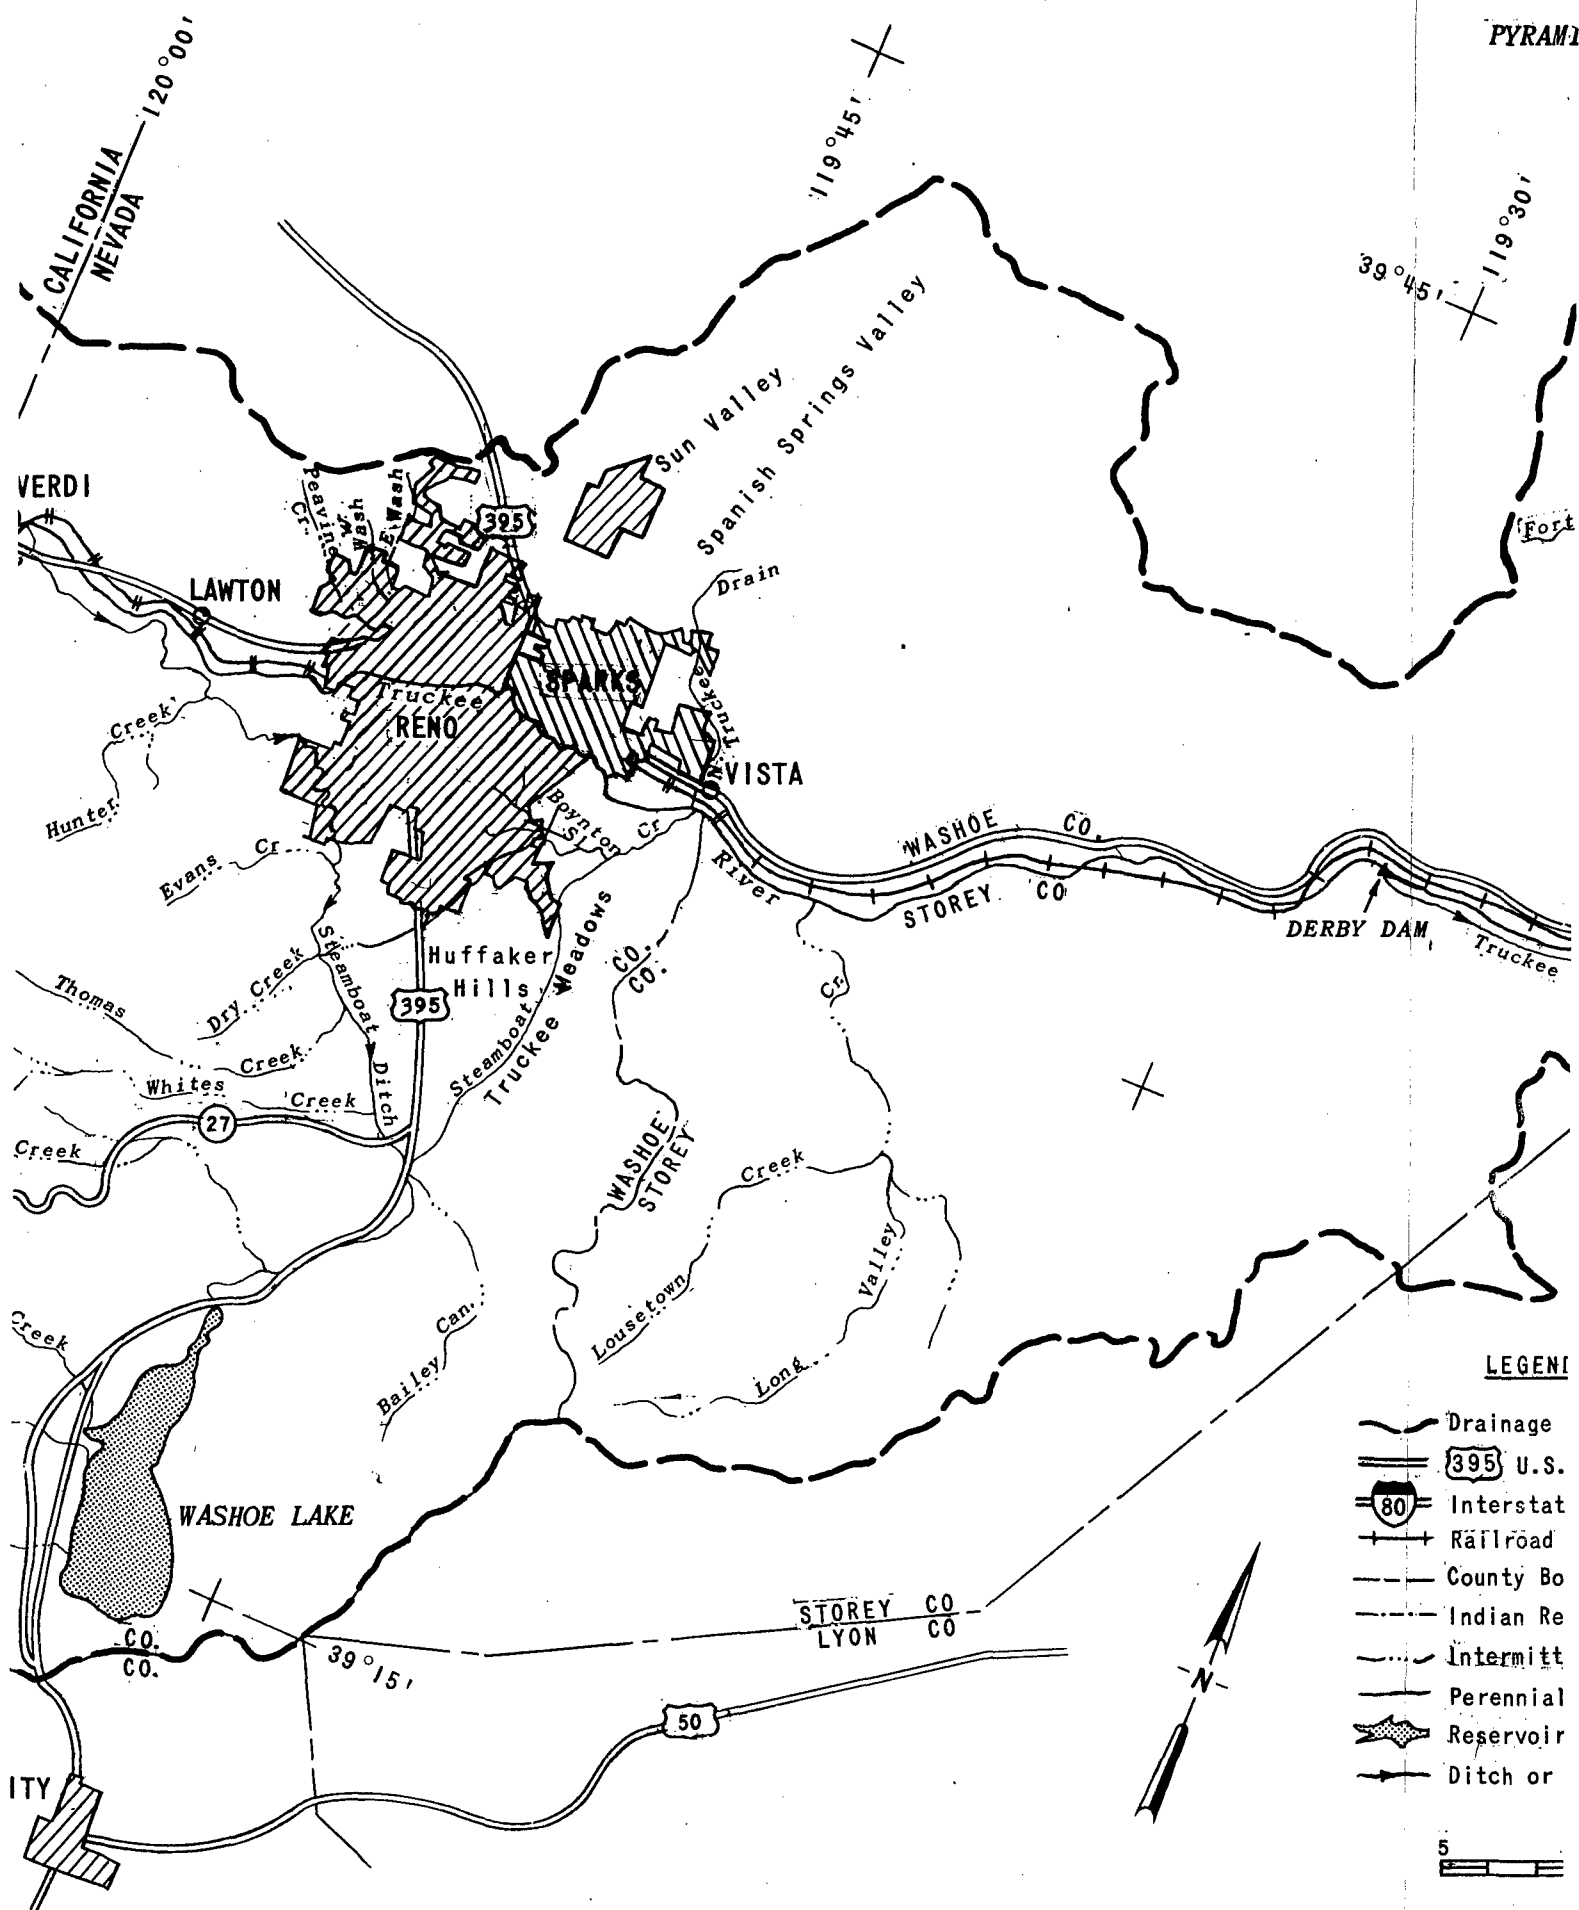 PYRAMI
120°00'
119°45'
119°30'
39°45'
CALIFORNIA
NEVADA
Sun Valley
Spanish Springs Valley
VERDI
Peavine
Cr.
W.
Wash
E Wash
395
Fort
Drain
LAWTON
SPARKS
Truckee
RENO
N Truckee
VISTA
Creek
Hunter
Boynton
Sl
Cr
WASHOE CO.
River
STOREY CO
Evans Cr
DERBY DAM
Truckee
Steamboat Ditch
Huffaker
Hills
Truckee Meadows
CO.
CO.
Cr.
Dry Creek
Thomas
Creek
395
Steamboat
Whites
Creek
27
Creek
WASHOE
STOREY
Creek
Lousetown
Valley
Long
Creek
Bailey Can.
WASHOE LAKE
CO.
CO.
39°15'
STOREY CO
LYON CO
50
ITY
N
LEGEND
Drainage
395 U.S.
80 Interstat
Railroad
County Bo
Indian Re
Intermitt
Perennial
Reservoir
Ditch or
5